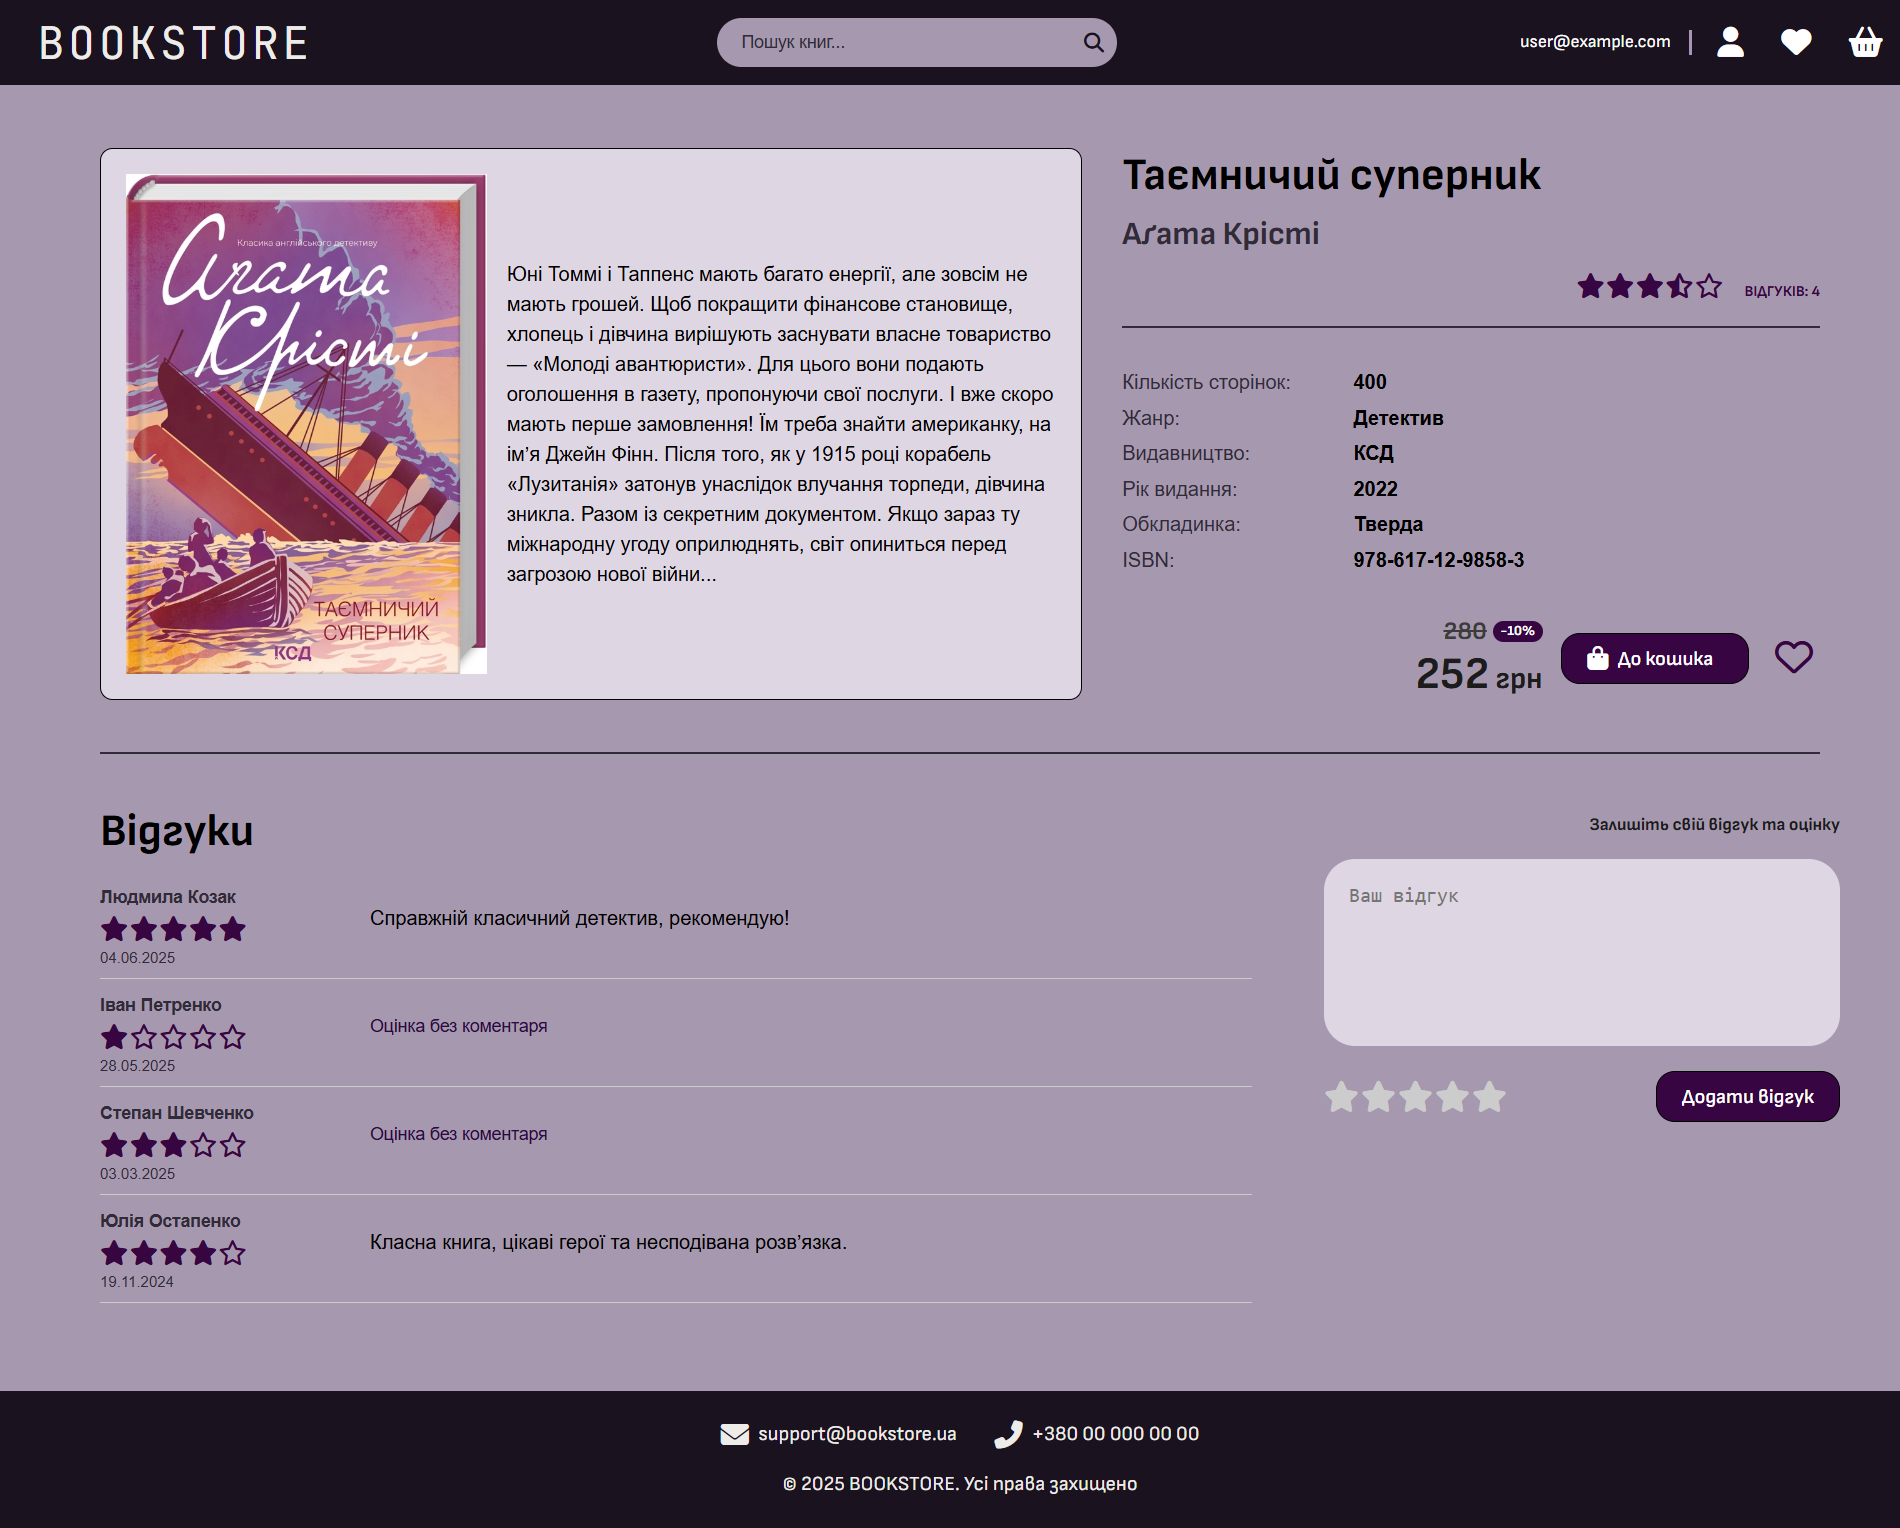 BOOKSTORE
Пошук книг...
user@example.com
Класика англійського детективу
Агата
Крісті
ТАЄМНИЧИЙ
СУПЕРНИК
КСД
Юні Томмі і Таппенс мають багато енергії, але зовсім не
мають грошей. Щоб покращити фінансове становище,
хлопець і дівчина вирішують заснувати власне товариство
— «Молоді авантюристи». Для цього вони подають
оголошення в газету, пропонуючи свої послуги. І вже скоро
мають перше замовлення! Їм треба знайти американку, на
ім’я Джейн Фінн. Після того, як у 1915 році корабель
«Лузитанія» затонув унаслідок влучання торпеди, дівчина
зникла. Разом із секретним документом. Якщо зараз ту
міжнародну угоду оприлюднять, світ опиниться перед
загрозою нової війни...
Таємничий суперник
Аґата Крісті
ВІДГУКІВ: 4
Кількість сторінок: 400
Жанр: Детектив
Видавництво: КСД
Рік видання: 2022
Обкладинка: Тверда
ISBN: 978-617-12-9858-3
280 -10%
252 грн
До кошика
Відгуки
Людмила Козак
Справжній класичний детектив, рекомендую!
04.06.2025
Іван Петренко
Оцінка без коментаря
28.05.2025
Степан Шевченко
Оцінка без коментаря
03.03.2025
Юлія Остапенко
Класна книга, цікаві герої та несподівана розв’язка.
19.11.2024
Залишіть свій відгук та оцінку
Ваш відгук
Додати відгук
support@bookstore.ua +380 00 000 00 00
© 2025 BOOKSTORE. Усі права захищено